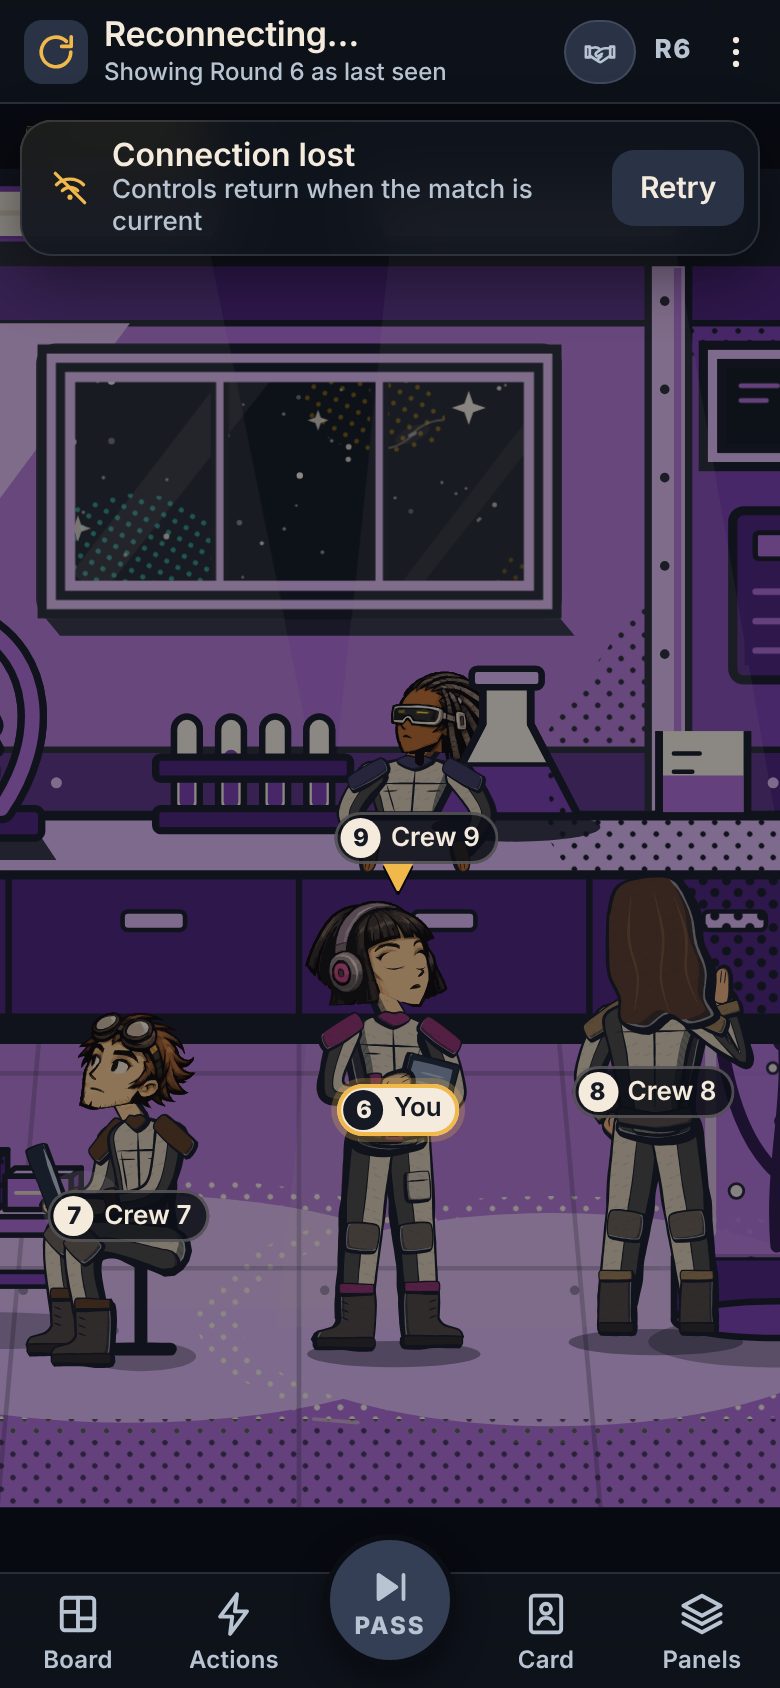 Reconnecting...
R6
Showing Round 6 as last seen
Connection lost
Controls return when the match is
current
Retry
9 Crew 9
6 You
8 Crew 8
7 Crew 7
PASS
Board
Actions
Card
Panels